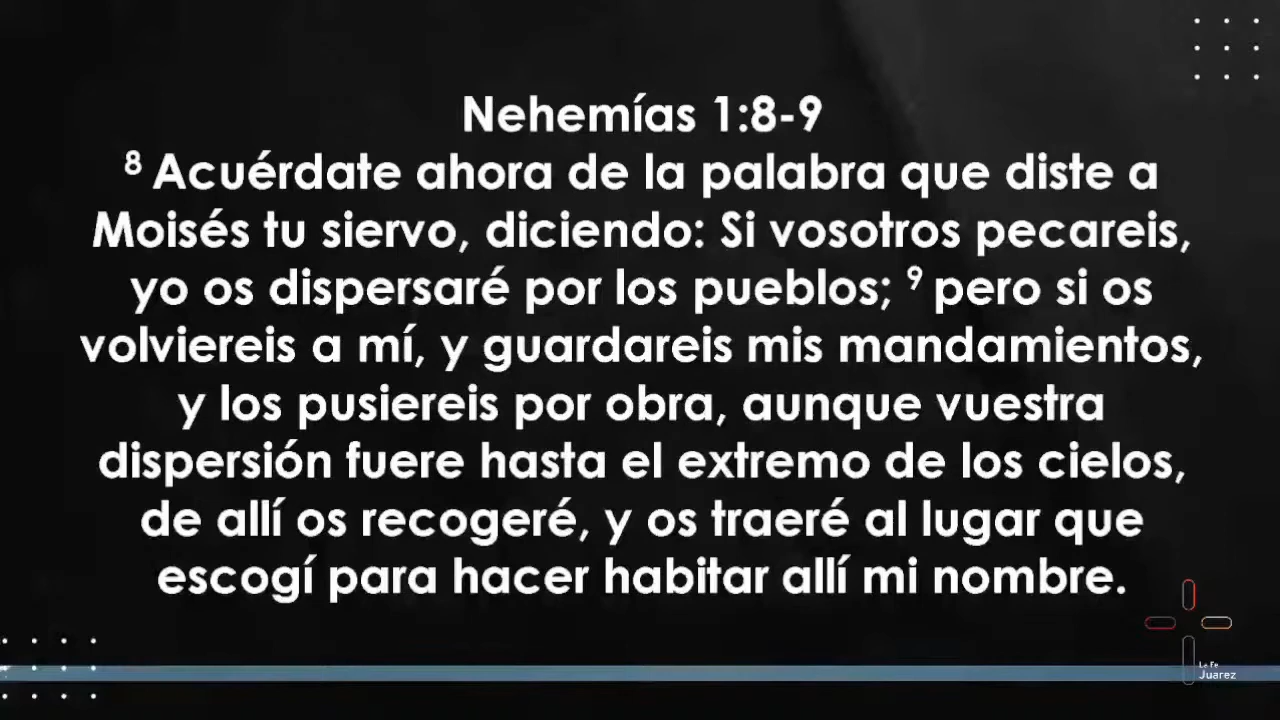 Nehemías 1:8-9
8 Acuérdate ahora de la palabra que diste a
Moisés tu siervo, diciendo: Si vosotros pecareis,
yo os dispersaré por los pueblos; 9 pero si os
volviereis a mí, y guardareis mis mandamientos,
y los pusiereis por obra, aunque vuestra
dispersión fuere hasta el extremo de los cielos,
de allí os recogeré, y os traeré al lugar que
escogí para hacer habitar allí mi nombre.
La Fe
Juarez